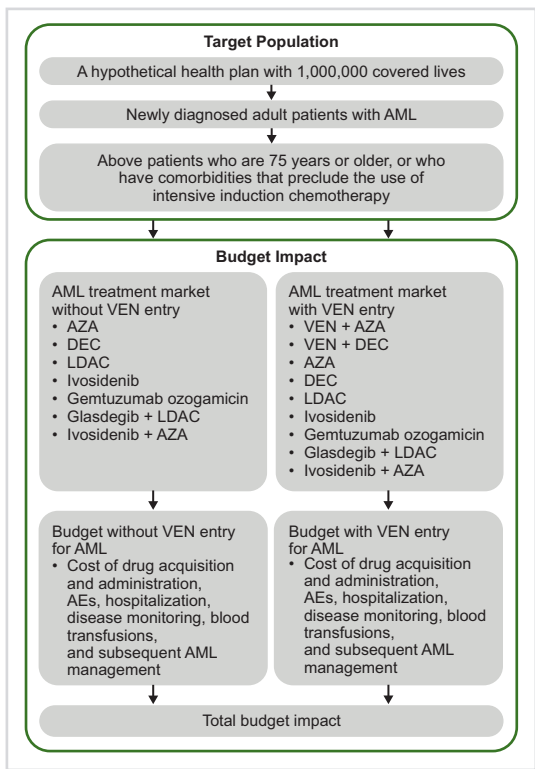 Target Population
A hypothetical health plan with 1,000,000 covered lives
Newly diagnosed adult patients with AML
Above patients who are 75 years or older, or who
have comorbidities that preclude the use of
intensive induction chemotherapy
Budget Impact
AML treatment market
without VEN entry
• AZA
• DEC
• LDAC
• Ivosidenib
• Gemtuzumab ozogamicin
• Glasdegib + LDAC
• Ivosidenib + AZA
AML treatment market
with VEN entry
• VEN + AZA
• VEN + DEC
• AZA
• DEC
• LDAC
• Ivosidenib
• Gemtuzumab ozogamicin
• Glasdegib + LDAC
• Ivosidenib + AZA
Budget without VEN entry
for AML
• Cost of drug acquisition
and administration,
AEs, hospitalization,
disease monitoring, blood
transfusions,
and subsequent AML
management
Budget with VEN entry
for AML
• Cost of drug acquisition
and administration,
AEs, hospitalization,
disease monitoring, blood
transfusions,
and subsequent AML
management
Total budget impact